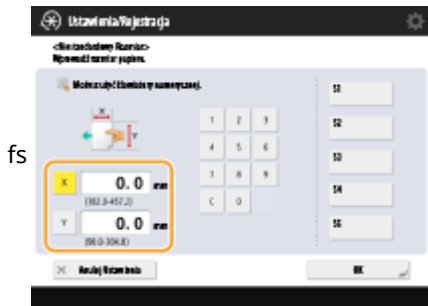 Ustawienia/Rejestracja
<Niestandardowy Rozmiar>
Wprowadź rozmiar papieru.
Można użyć klawiatury numerycznej.
X
Y
fs
X 0.0 mm
(182.0-457.2)
Y 0.0 mm
(98.0-304.8)
1 2 3
4 5 6
7 8 9
C 0
S1
S2
S3
S4
S5
Anuluj Ustawienia
OK